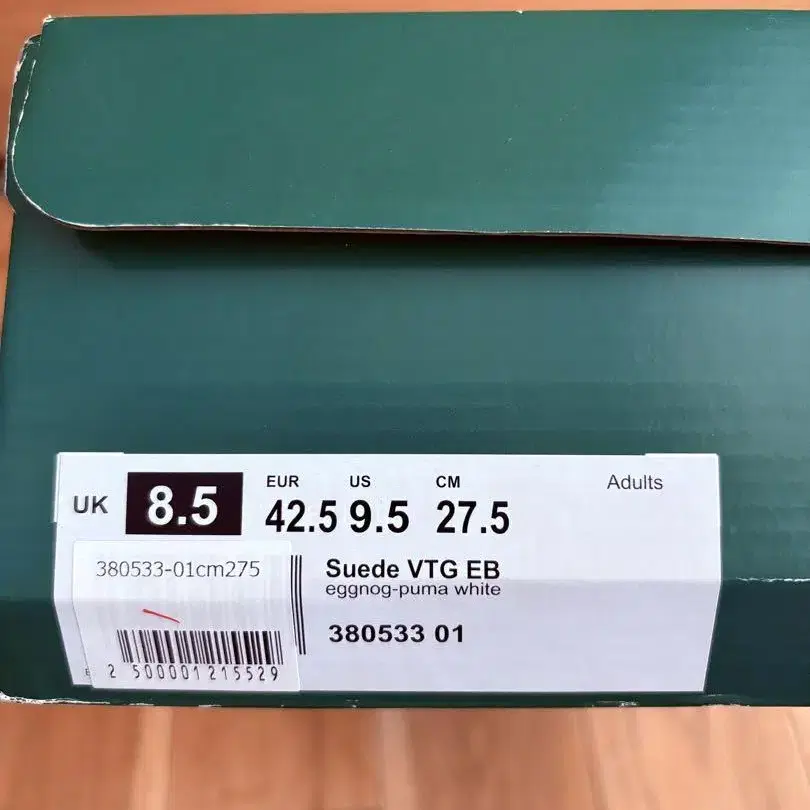 UK 8.5
EUR US CM
42.5 9.5 27.5
Adults
380533-01cm275
2 500001 215529
Suede VTG EB
eggnog-puma white
380533 01